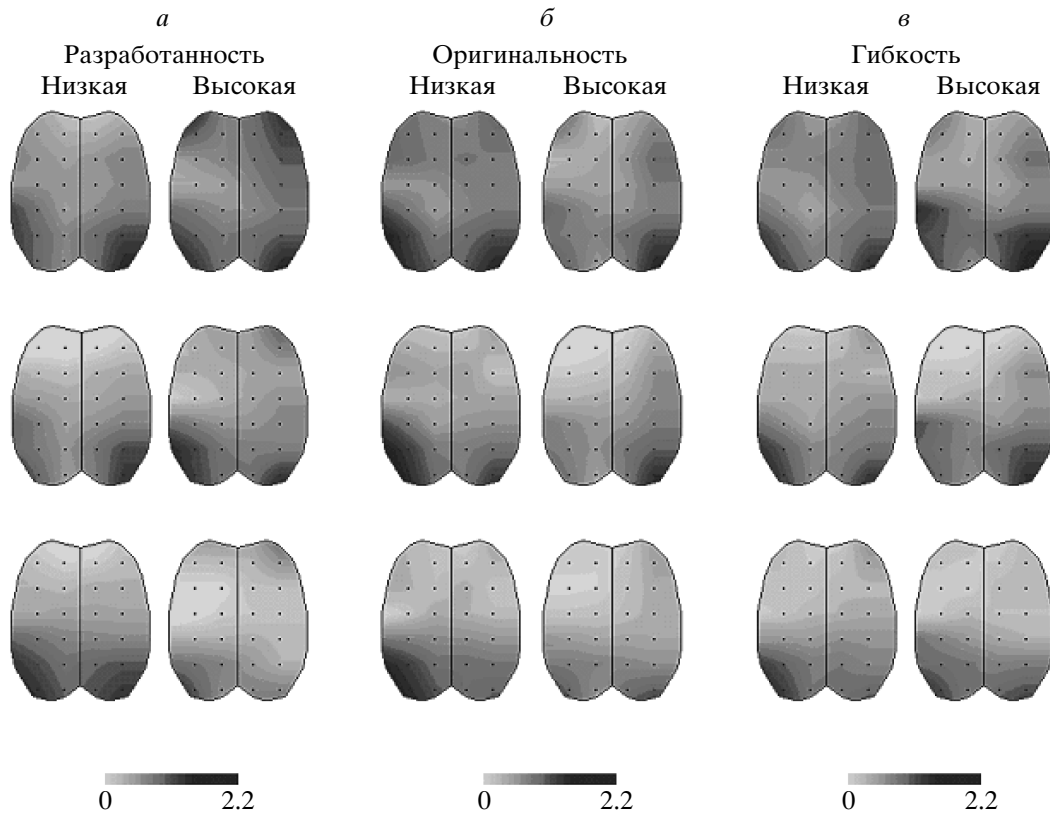 а б в
Разработанность Оригинальность Гибкость
Низкая Высокая Низкая Высокая Низкая Высокая
0 2.2 0 2.2 0 2.2